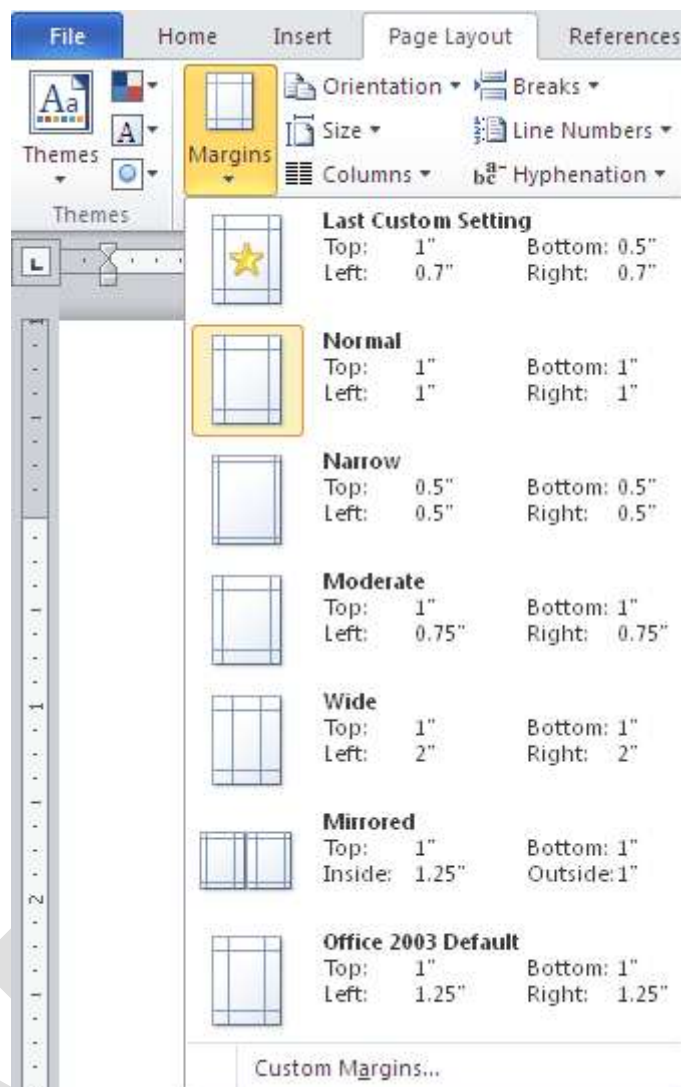 File Home Insert Page Layout References
Aa Orientation Breaks
A Size Line Numbers
Themes Margins Columns Hyphenation
Themes
Last Custom Setting
Top: 1" Bottom: 0.5"
Left: 0.7" Right: 0.7"
Normal
Top: 1" Bottom: 1"
Left: 1" Right: 1"
Narrow
Top: 0.5" Bottom: 0.5"
Left: 0.5" Right: 0.5"
Moderate
Top: 1" Bottom: 1"
Left: 0.75" Right: 0.75"
Wide
Top: 1" Bottom: 1"
Left: 2" Right: 2"
1
Mirrored
Top: 1" Bottom: 1"
Inside: 1.25" Outside: 1"
2
Office 2003 Default
Top: 1" Bottom: 1"
Left: 1.25" Right: 1.25"
Custom Margins...